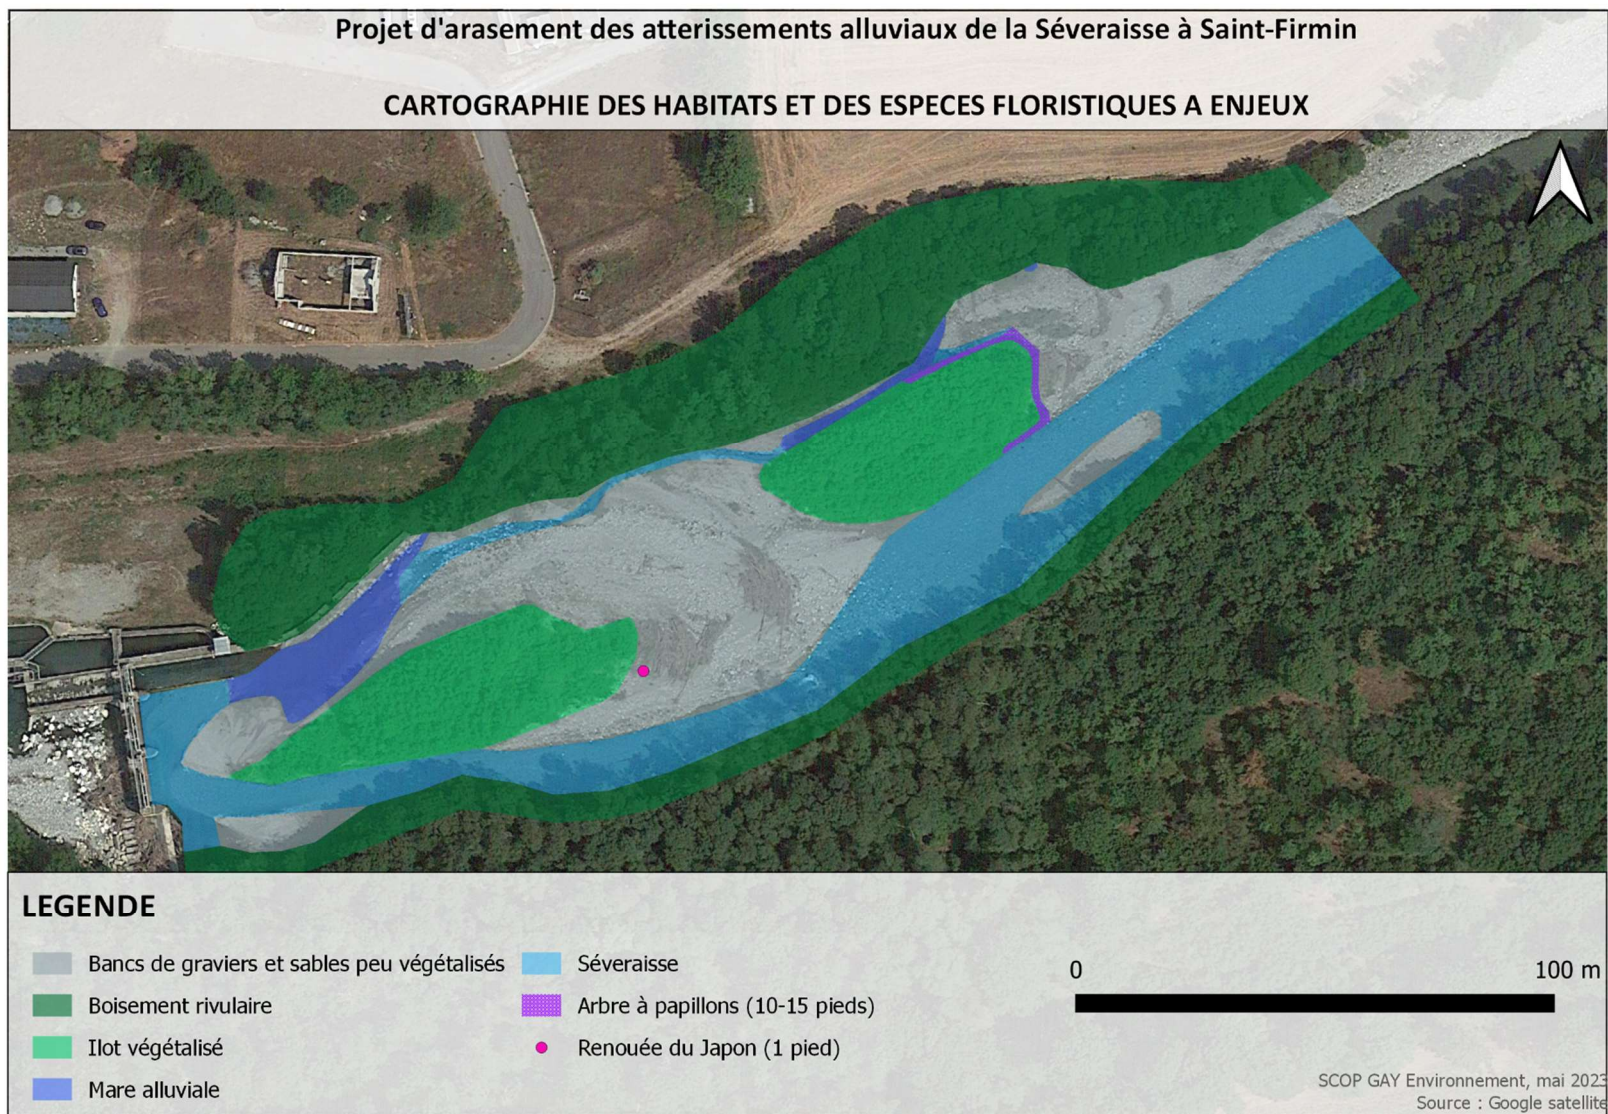 Projet d'arasement des atterissements alluviaux de la Séveraisse à Saint-Firmin
CARTOGRAPHIE DES HABITATS ET DES ESPECES FLORISTIQUES A ENJEUX
LEGENDE
Bancs de graviers et sables peu végétalisés
Boisement rivulaire
Ilot végétalisé
Mare alluviale
Séveraisse
Arbre à papillons (10-15 pieds)
Renouée du Japon (1 pied)
0 100 m
SCOP GAY Environnement, mai 2023
Source : Google satellite